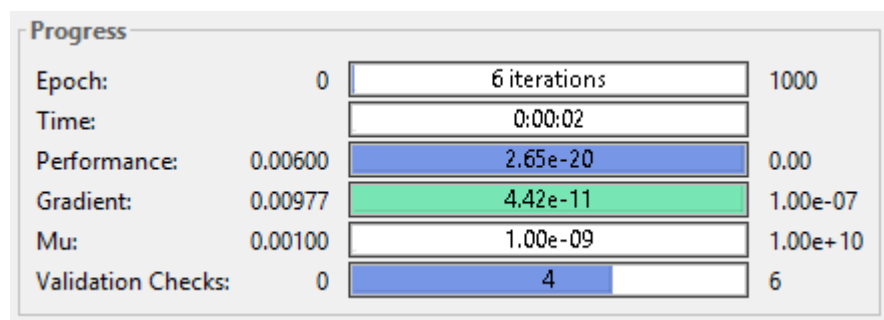 Progress
Epoch: 0 6 iterations 1000
Time: 0:00:02
Performance: 0.00600 2.65e-20 0.00
Gradient: 0.00977 4.42e-11 1.00e-07
Mu: 0.00100 1.00e-09 1.00e+10
Validation Checks: 0 4 6